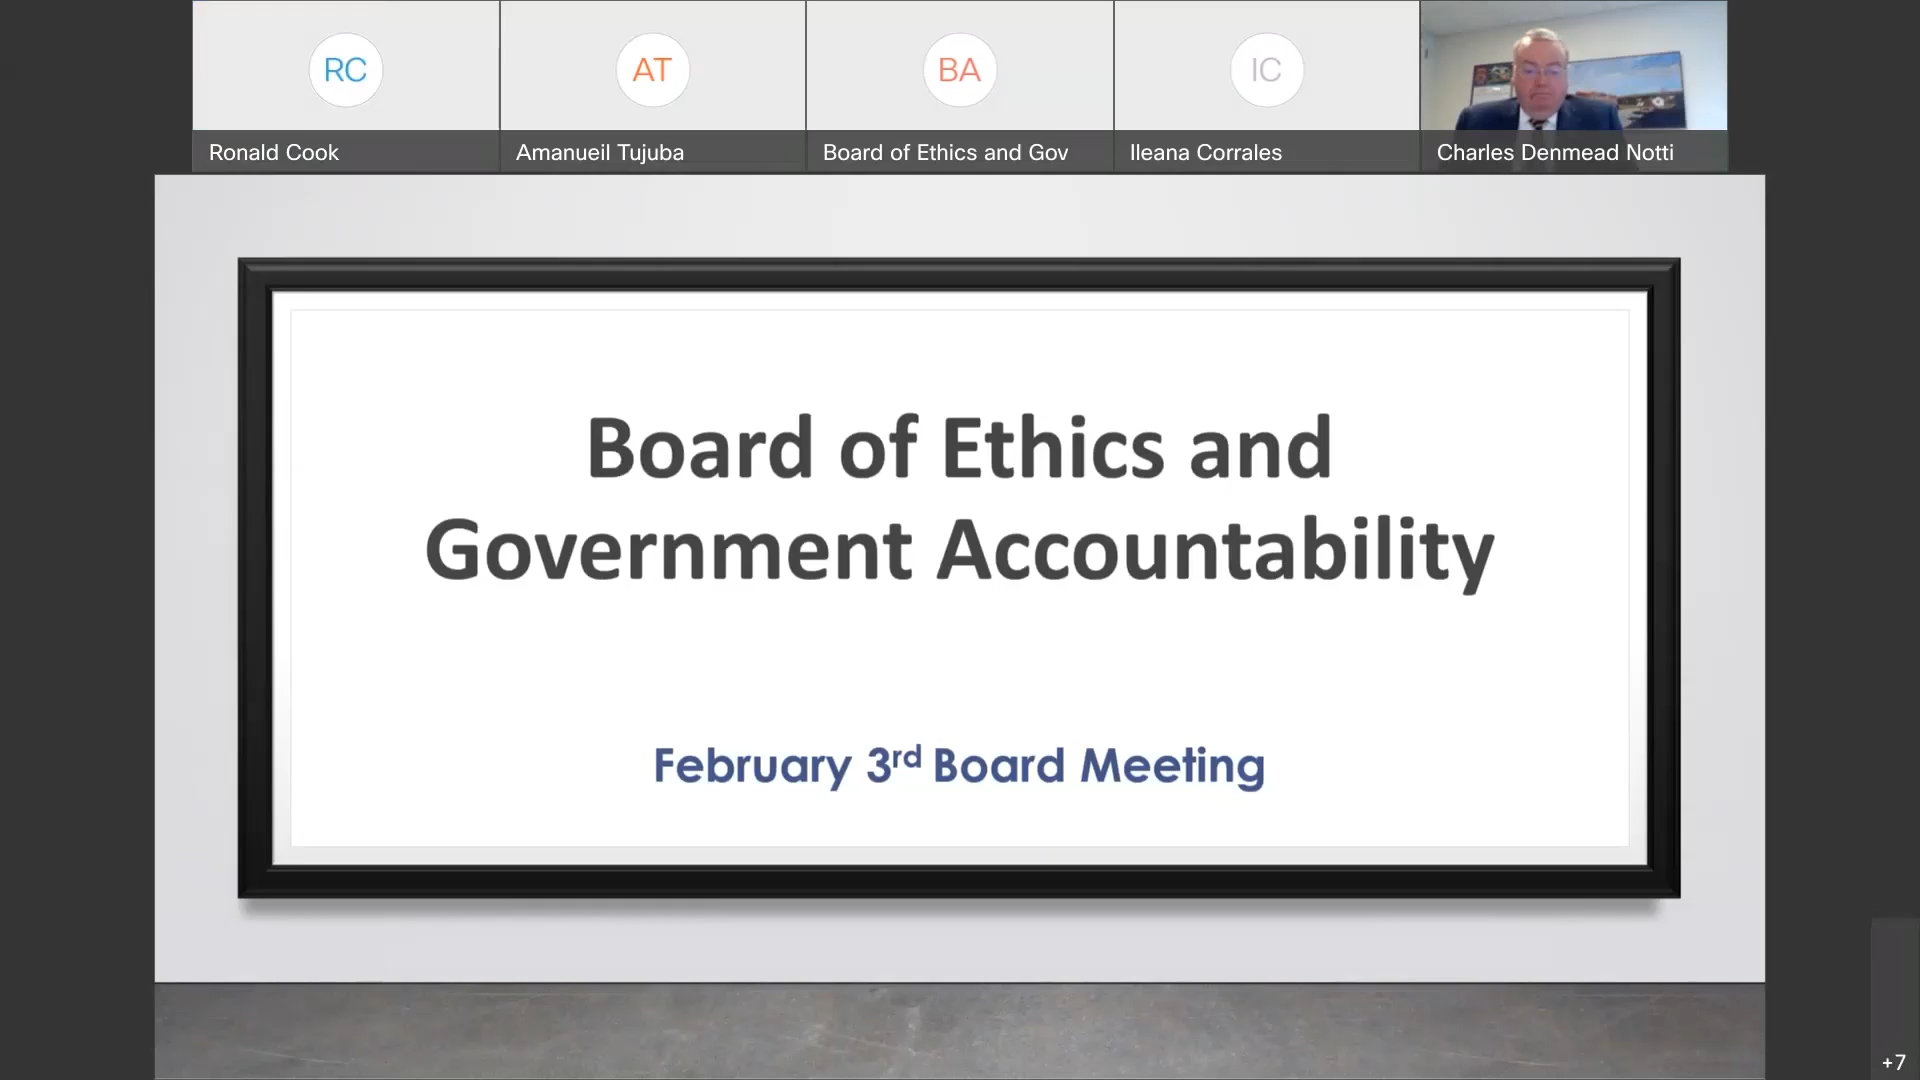 RC
AT
BA
IC
Ronald Cook
Amanueil Tujuba
Board of Ethics and Gov
Ileana Corrales
Charles Denmead Notti
Board of Ethics and
Government Accountability
February 3rd Board Meeting
+7